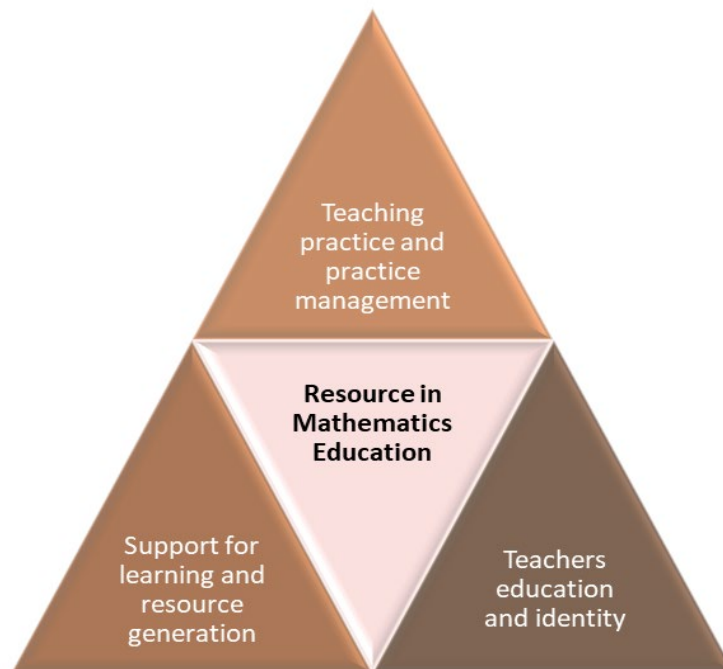 Teaching
practice and
practice
management
Resource in
Mathematics
Education
Support for
learning and
resource
generation
Teachers
education
and identity